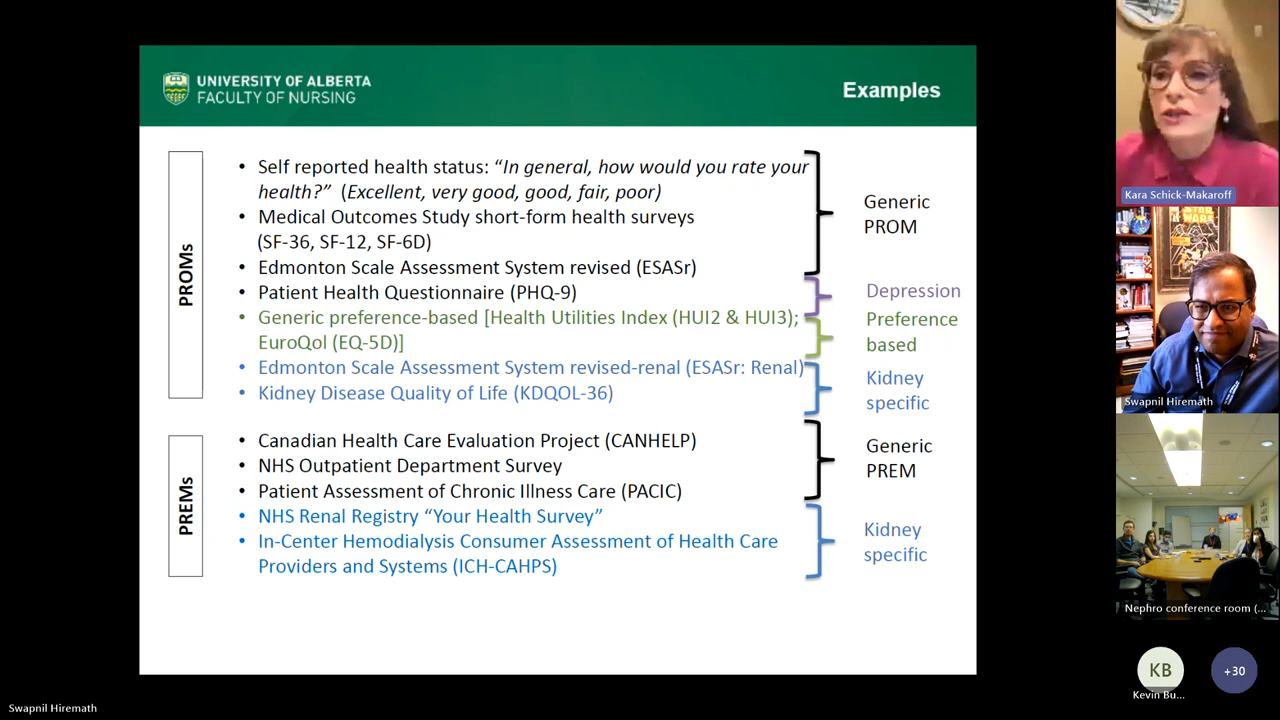 UNIVERSITY OF ALBERTA
FACULTY OF NURSING
Examples
PROMs
• Self reported health status: “In general, how would you rate your
health?” (Excellent, very good, good, fair, poor)
• Medical Outcomes Study short-form health surveys
(SF-36, SF-12, SF-6D)
• Edmonton Scale Assessment System revised (ESASr)
• Patient Health Questionnaire (PHQ-9)
• Generic preference-based [Health Utilities Index (HUI2 & HUI3);
EuroQol (EQ-5D)]
• Edmonton Scale Assessment System revised-renal (ESASr: Renal)
• Kidney Disease Quality of Life (KDQOL-36)
Generic
PROM
Depression
Preference
based
Kidney
specific
PREMs
• Canadian Health Care Evaluation Project (CANHELP)
• NHS Outpatient Department Survey
• Patient Assessment of Chronic Illness Care (PACIC)
• NHS Renal Registry “Your Health Survey”
• In-Center Hemodialysis Consumer Assessment of Health Care
Providers and Systems (ICH-CAHPS)
Generic
PREM
Kidney
specific
Kara Schick-Makaroff
STAR WARS
Swapnil Hiremath
Nephro conference room (...
KB
Kevin Bu...
+30
Swapnil Hiremath